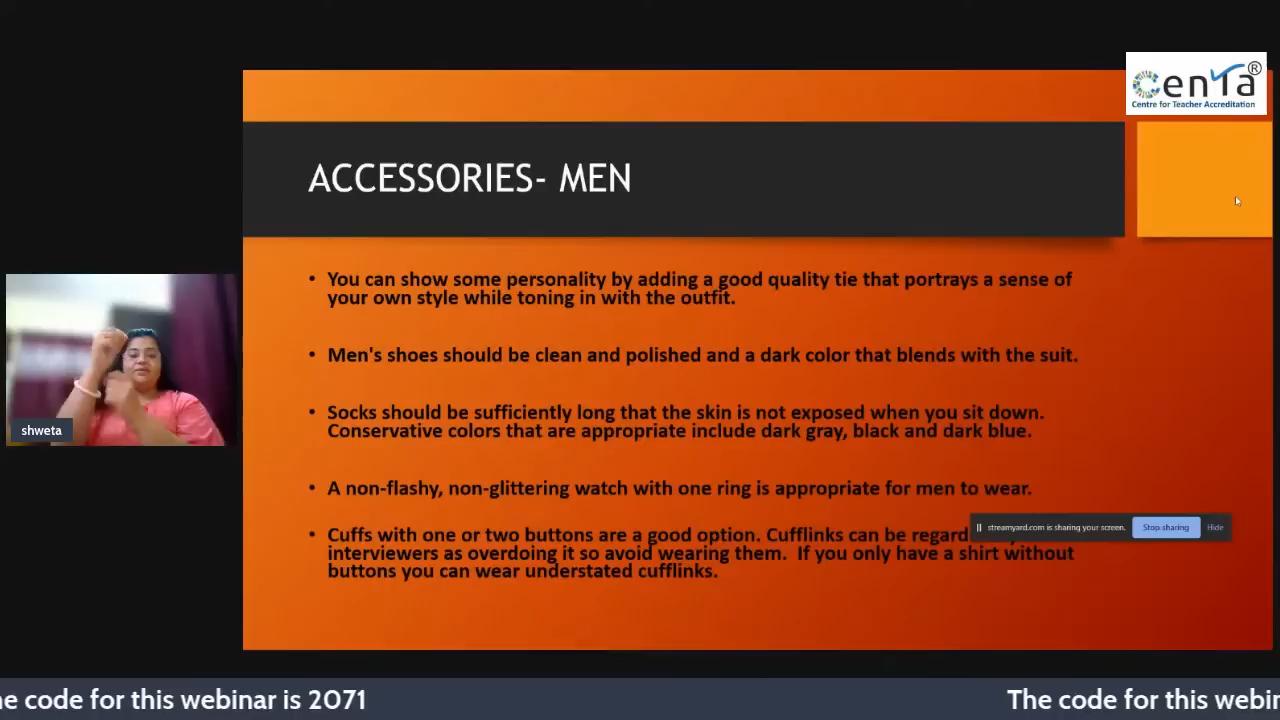 CENTA®
Centre for Teacher Accreditation
ACCESSORIES- MEN
• You can show some personality by adding a good quality tie that portrays a sense of
your own style while toning in with the outfit.
• Men's shoes should be clean and polished and a dark color that blends with the suit.
• Socks should be sufficiently long that the skin is not exposed when you sit down.
Conservative colors that are appropriate include dark gray, black and dark blue.
• A non-flashy, non-glittering watch with one ring is appropriate for men to wear.
• Cuffs with one or two buttons are a good option. Cufflinks can be regard
interviewers as overdoing it so avoid wearing them. If you only have a shirt without
buttons you can wear understated cufflinks.
streamyard.com is sharing your screen.
Stop sharing
Hide
shweta
he code for this webinar is 2071
The code for this webin